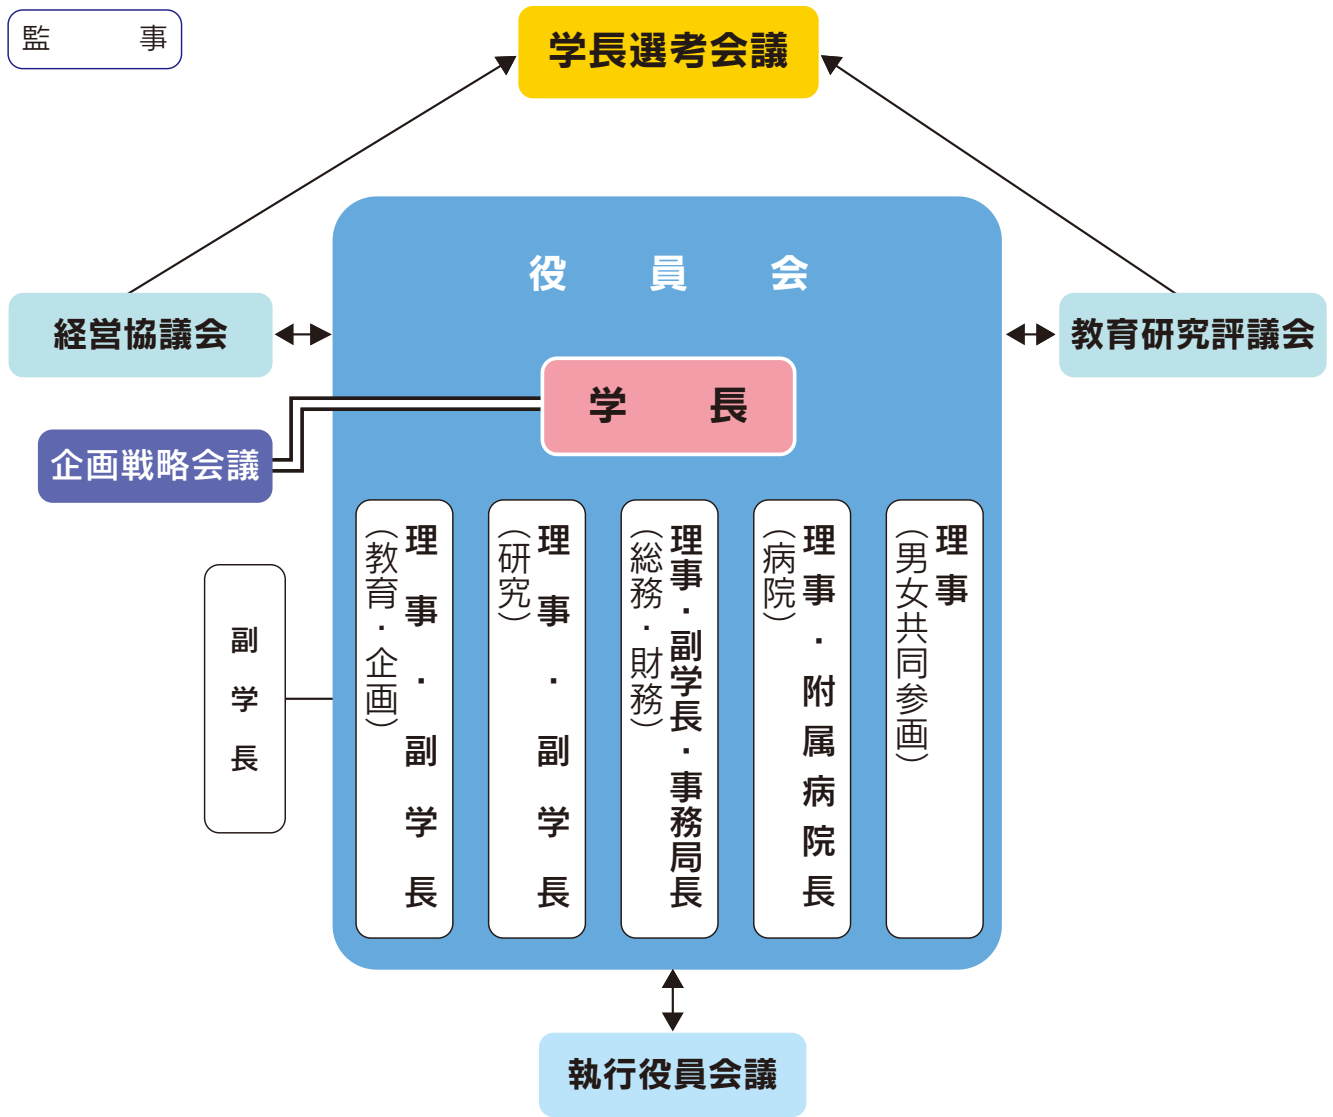 監　事
学長選考会議
役　員　会
経営協議会
教育研究評議会
学　長
企画戦略会議
副学長
理事・副学長
（教育・企画）
理事・副学長
（研究）
理事・副学長・事務局長
（総務・財務）
理事・附属病院長
（病院）
理事
（男女共同参画）
執行役員会議